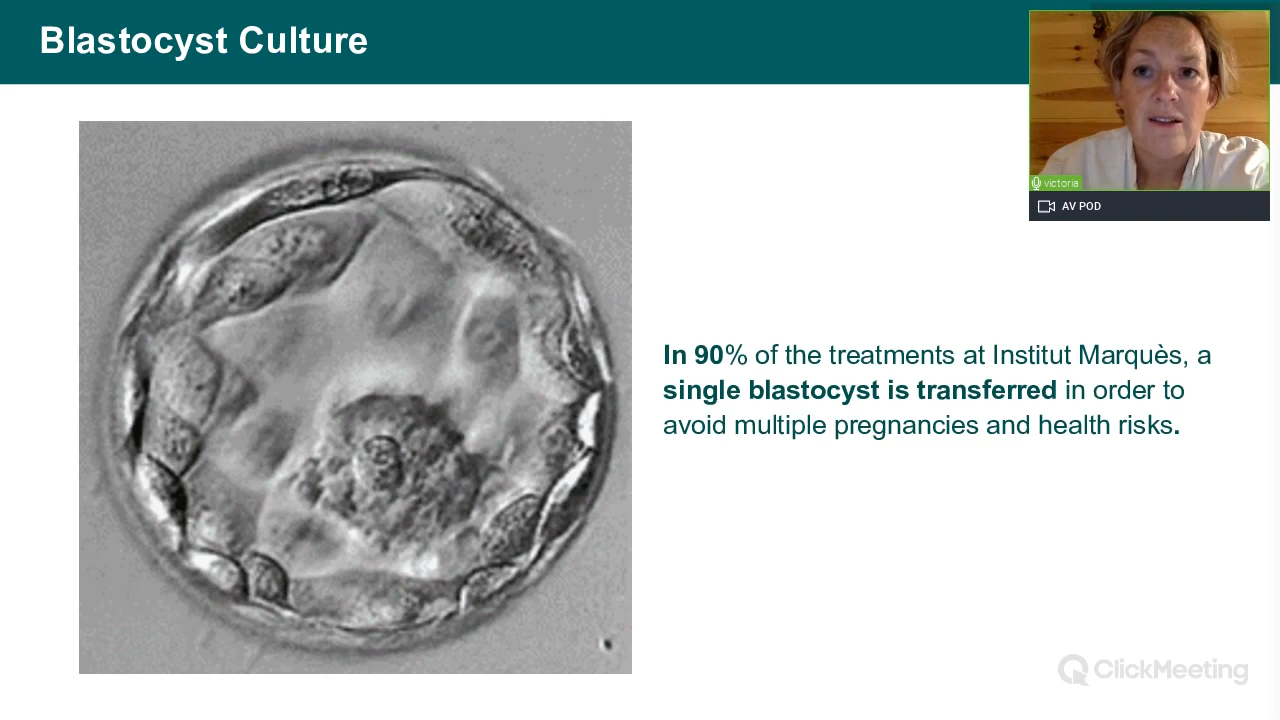 Blastocyst Culture
victoria
AV POD
In 90% of the treatments at Institut Marquès, a
single blastocyst is transferred in order to
avoid multiple pregnancies and health risks.
ClickMeeting